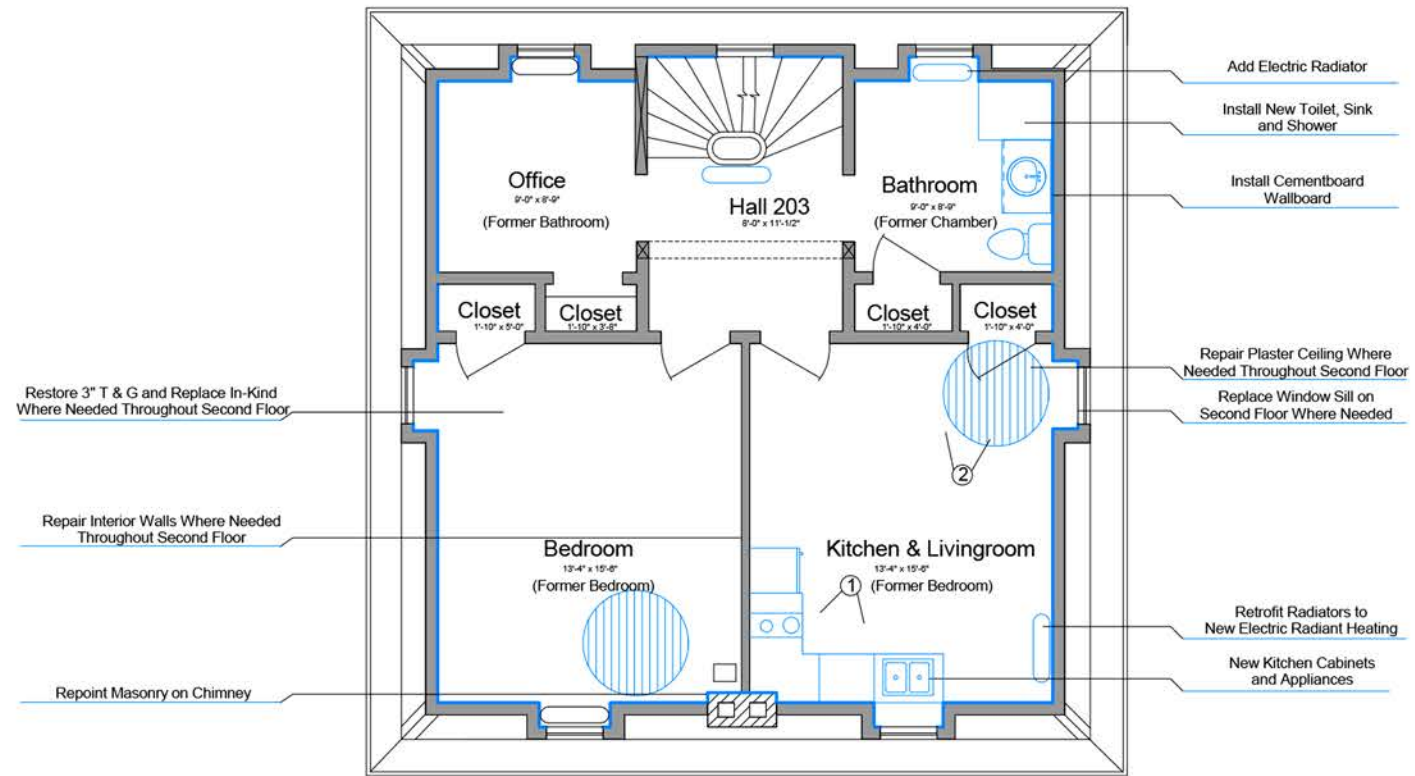 Add Electric Radiator
Install New Toilet, Sink
and Shower
Install Cementboard
Wallboard
Office
9'-0" x 8'-9"
(Former Bathroom)
Hall 203
8'-0" x 11'-1/2"
Bathroom
9'-0" x 8'-9"
(Former Chamber)
Closet
1'-10" x 5'-0"
Closet
1'-10" x 3'-8"
Closet
1'-10" x 4'-0"
Closet
1'-10" x 4'-0"
Repair Plaster Ceiling Where
Needed Throughout Second Floor
Replace Window Sill on
Second Floor Where Needed
Restore 3" T & G and Replace In-Kind
Where Needed Throughout Second Floor
2
Repair Interior Walls Where Needed
Throughout Second Floor
Bedroom
13'-4" x 15'-6"
(Former Bedroom)
Kitchen & Livingroom
13'-4" x 15'-6"
1
(Former Bedroom)
Retrofit Radiators to
New Electric Radiant Heating
New Kitchen Cabinets
and Appliances
Repoint Masonry on Chimney